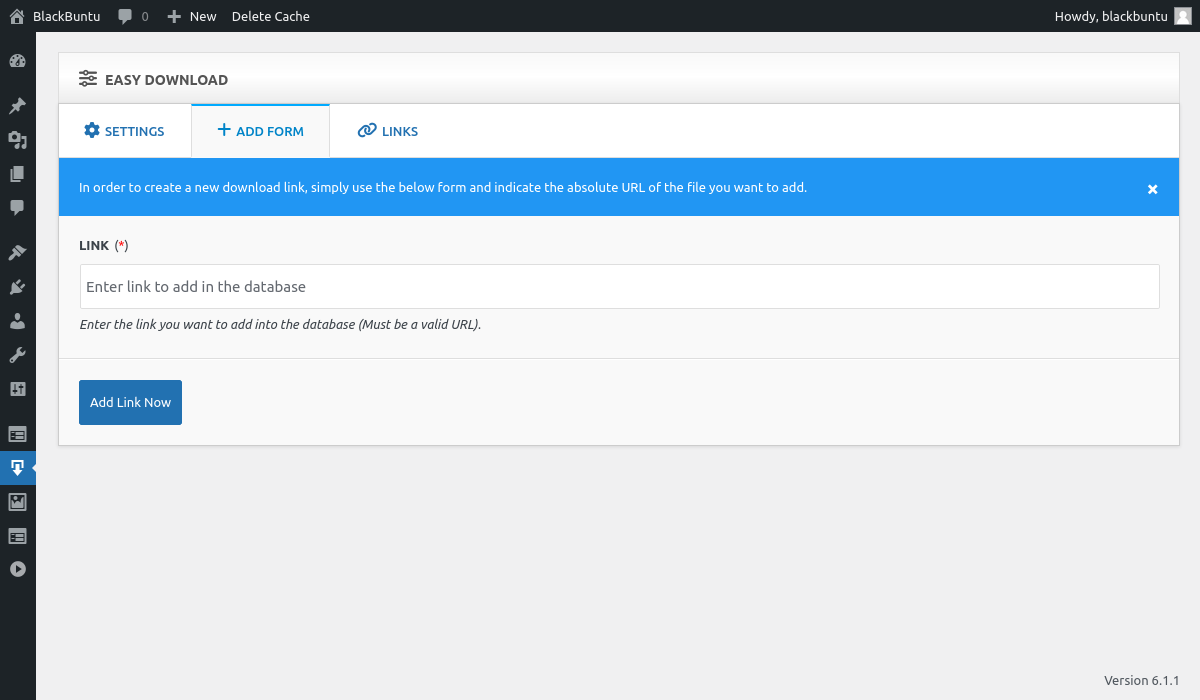 BlackBuntu 0 New Delete Cache Howdy, blackbuntu
EASY DOWNLOAD
SETTINGS ADD FORM LINKS
In order to create a new download link, simply use the below form and indicate the absolute URL of the file you want to add.
LINK (*)
Enter link to add in the database
Enter the link you want to add into the database (Must be a valid URL).
Add Link Now
Version 6.1.1